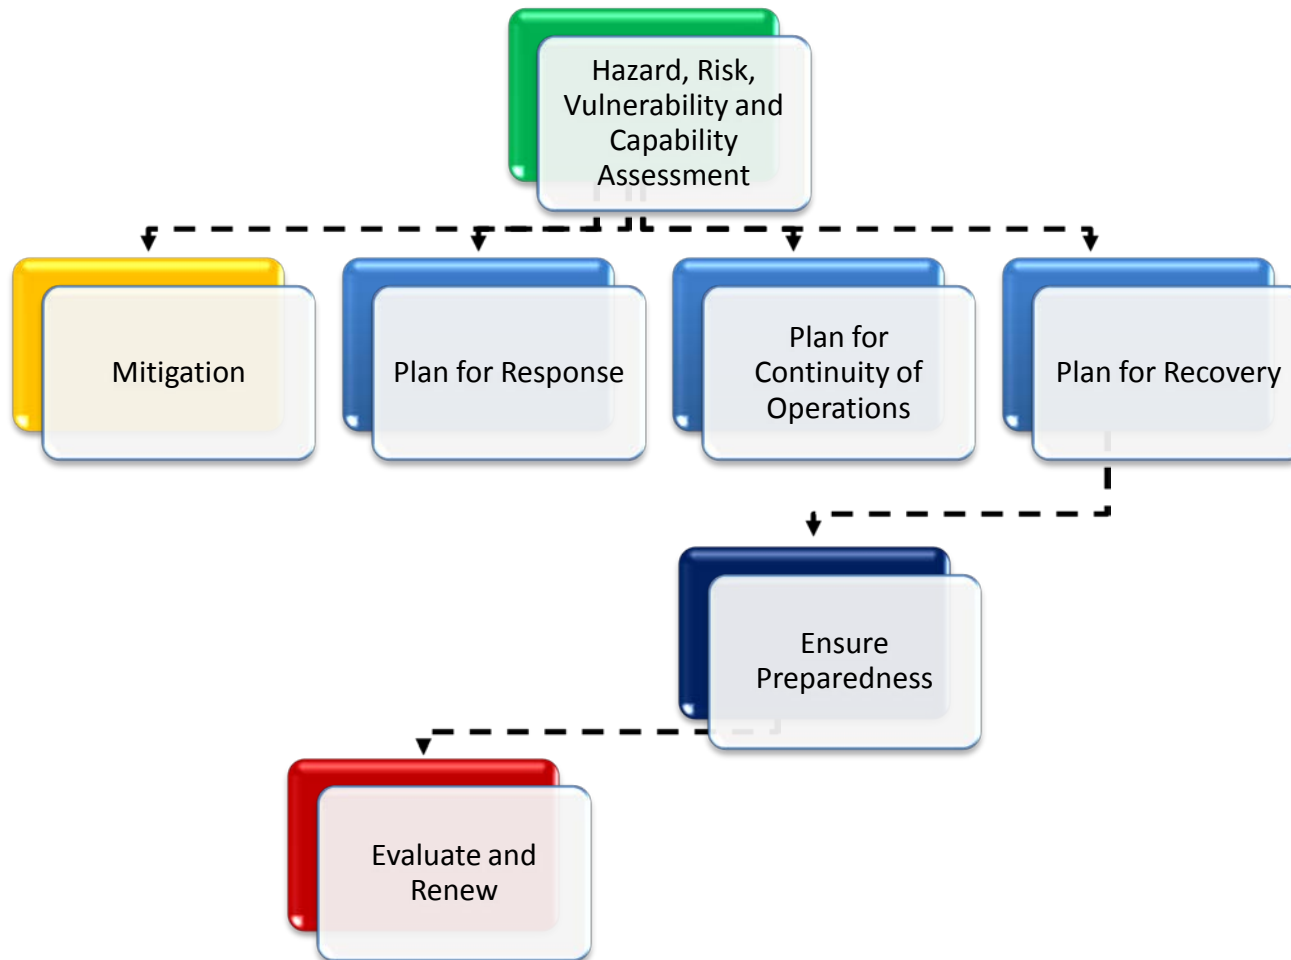 Hazard, Risk,
Vulnerability and
Capability
Assessment
Mitigation
Plan for Response
Plan for
Continuity of
Operations
Plan for Recovery
Ensure
Preparedness
Evaluate and
Renew